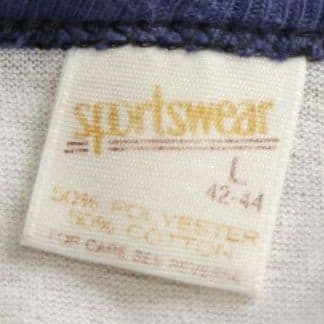 sportswear
L
42-44
50% POLYESTER
50% COTTON
FOR CARE SEE REVERSE